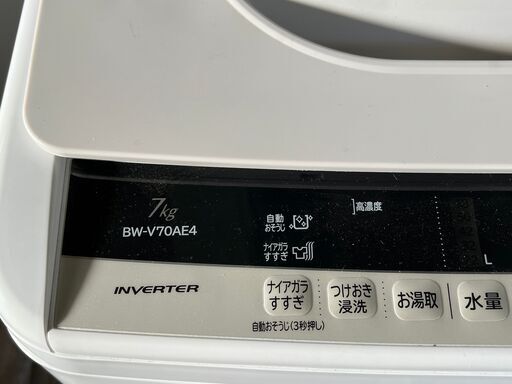 7kg
BW-V70AE4
高濃度
自動
おそうじ
ナイアガラ
すすぎ
L
INVERTER
ナイアガラ
すすぎ
つけおき
浸洗
お湯取
水量
自動おそうじ(3秒押し)